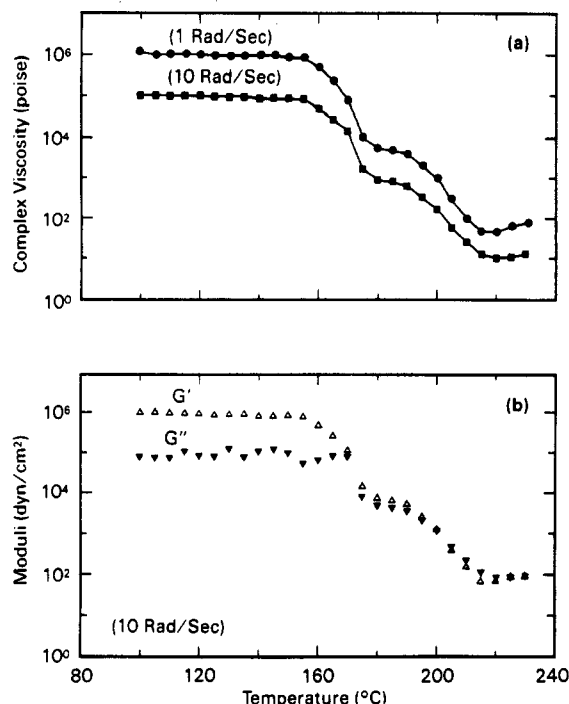 (1 Rad/Sec)
(a)
(10 Rad/Sec)
Complex Viscosity (poise)
10⁶
10⁴
10²
10⁰
(b)
G′
G″
Moduli (dyn/cm²)
10⁶
10⁴
10²
10⁰
(10 Rad/Sec)
80 120 160 200 240
Temperature (°C)